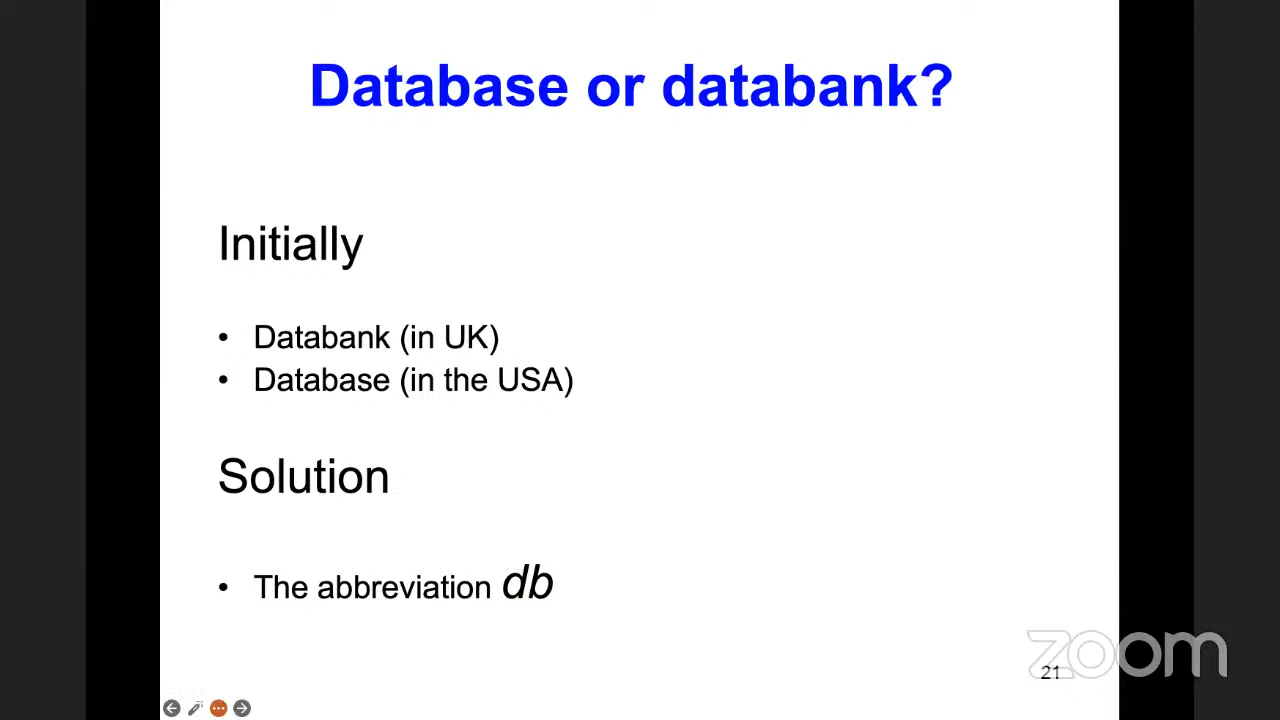 Database or databank?
Initially
• Databank (in UK)
• Database (in the USA)
Solution
• The abbreviation db
21
zoom